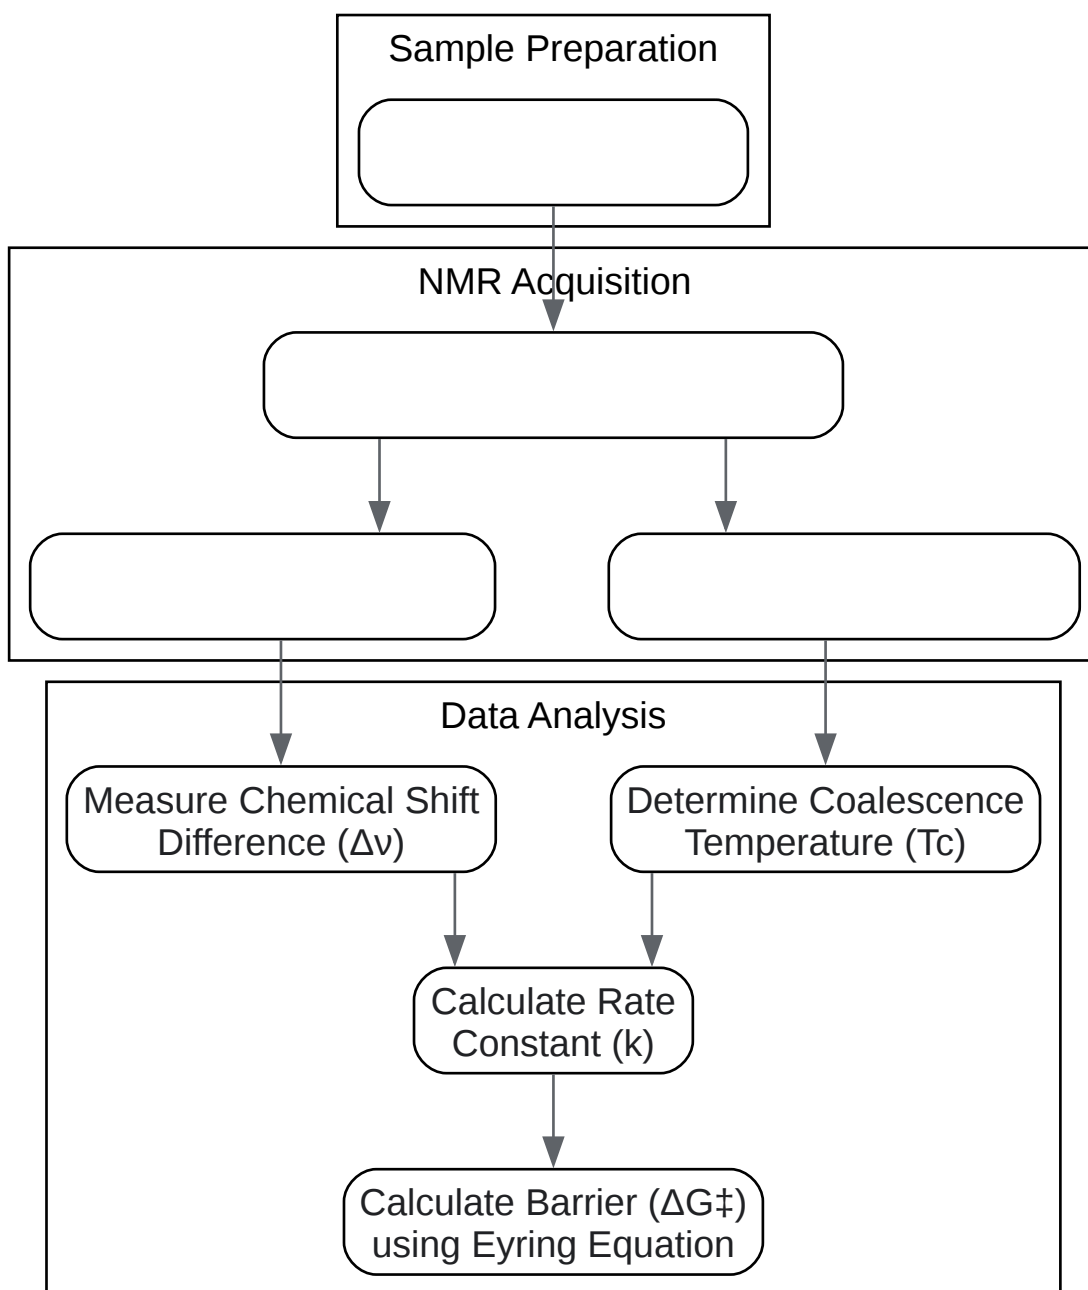 Sample Preparation
NMR Acquisition
Data Analysis
Measure Chemical Shift
Difference (Δν)
Determine Coalescence
Temperature (Tc)
Calculate Rate
Constant (k)
Calculate Barrier (ΔG‡)
using Eyring Equation